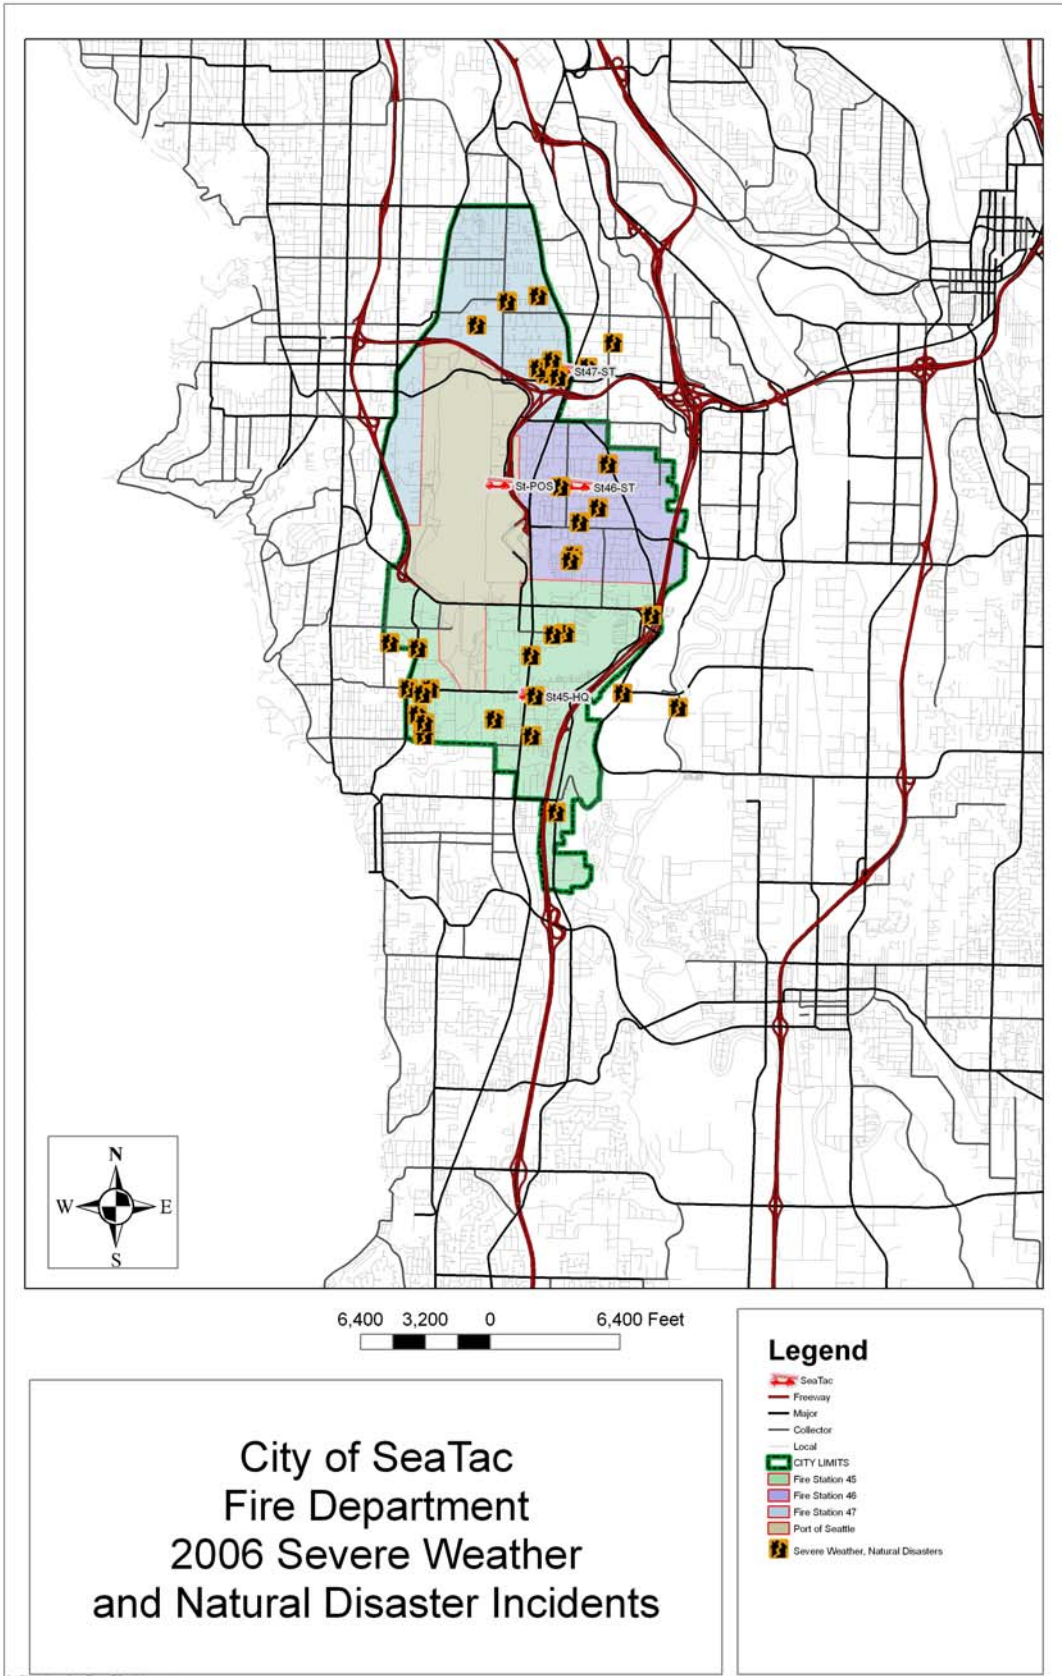 St47-ST
St-POS
St46-ST
St45-HQ
N
W E
S
6,400 3,200 0 6,400 Feet
Legend
SeaTac
Freeway
Major
Collector
Local
CITY LIMITS
Fire Station 45
Fire Station 46
Fire Station 47
Port of Seattle
Severe Weather, Natural Disasters
City of SeaTac
Fire Department
2006 Severe Weather
and Natural Disaster Incidents